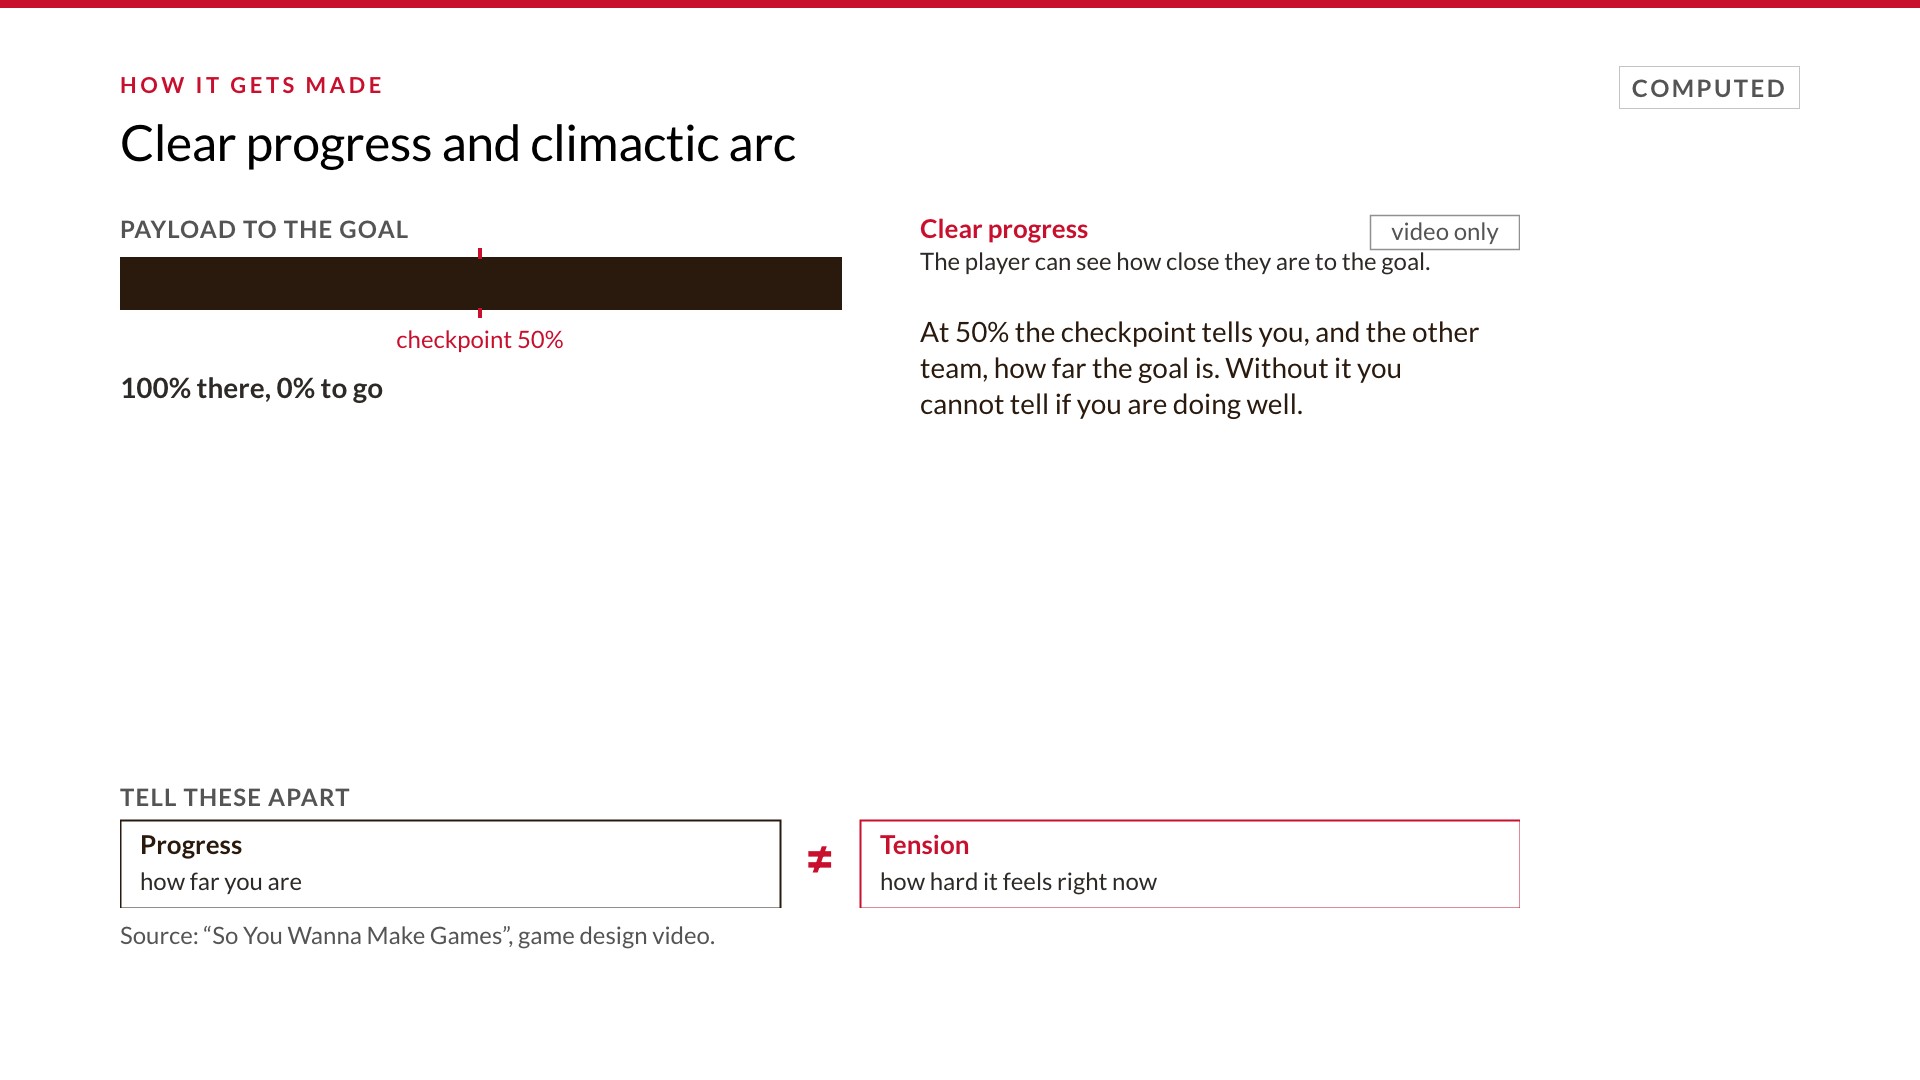 HOW IT GETS MADE
COMPUTED
Clear progress and climactic arc
PAYLOAD TO THE GOAL
checkpoint 50%
100% there, 0% to go
Clear progress
video only
The player can see how close they are to the goal.
At 50% the checkpoint tells you, and the other
team, how far the goal is. Without it you
cannot tell if you are doing well.
TELL THESE APART
Progress
how far you are
≠
Tension
how hard it feels right now
Source: “So You Wanna Make Games”, game design video.